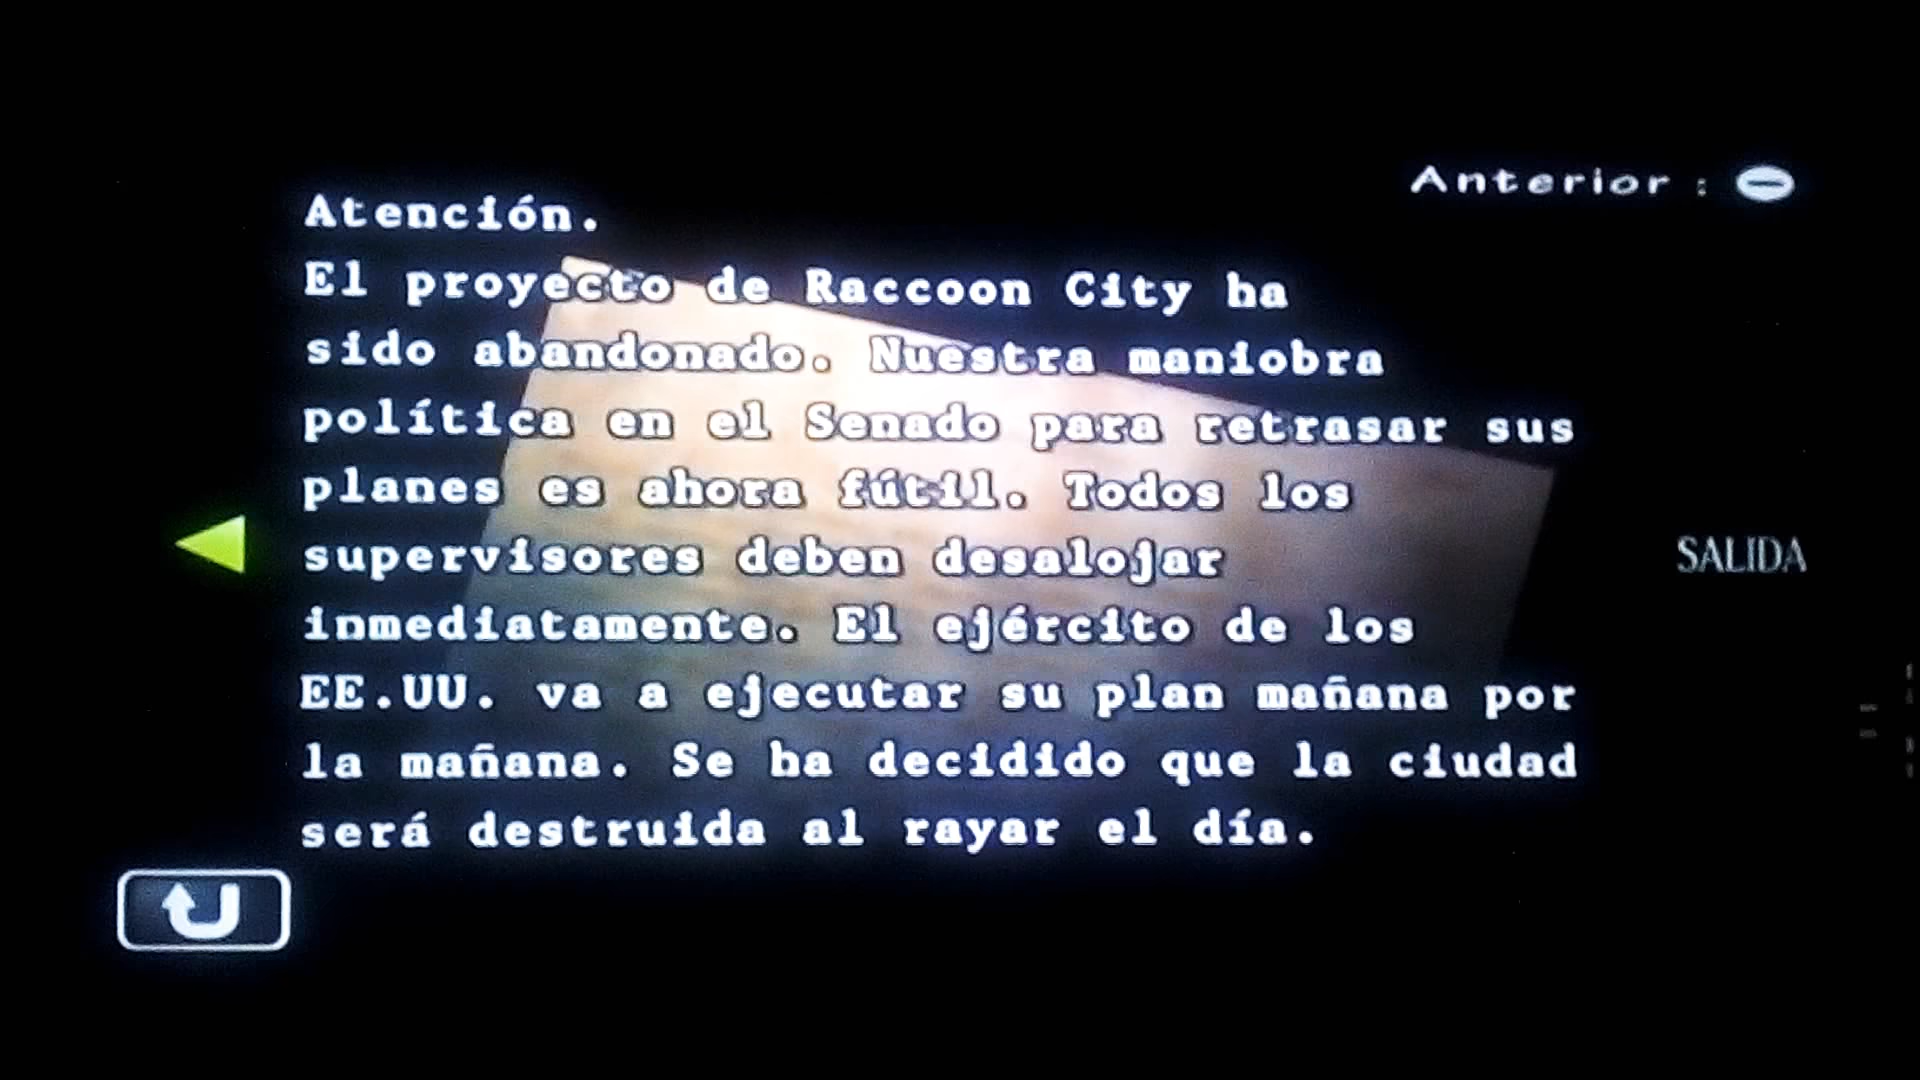 Anterior :
Atención.
El proyecto de Raccoon City ha
sido abandonado. Nuestra maniobra
política en el Senado para retrasar sus
planes es ahora fútil. Todos los
supervisores deben desalojar
inmediatamente. El ejército de los
EE.UU. va a ejecutar su plan mañana por
la mañana. Se ha decidido que la ciudad
será destruida al rayar el día.
SALIDA